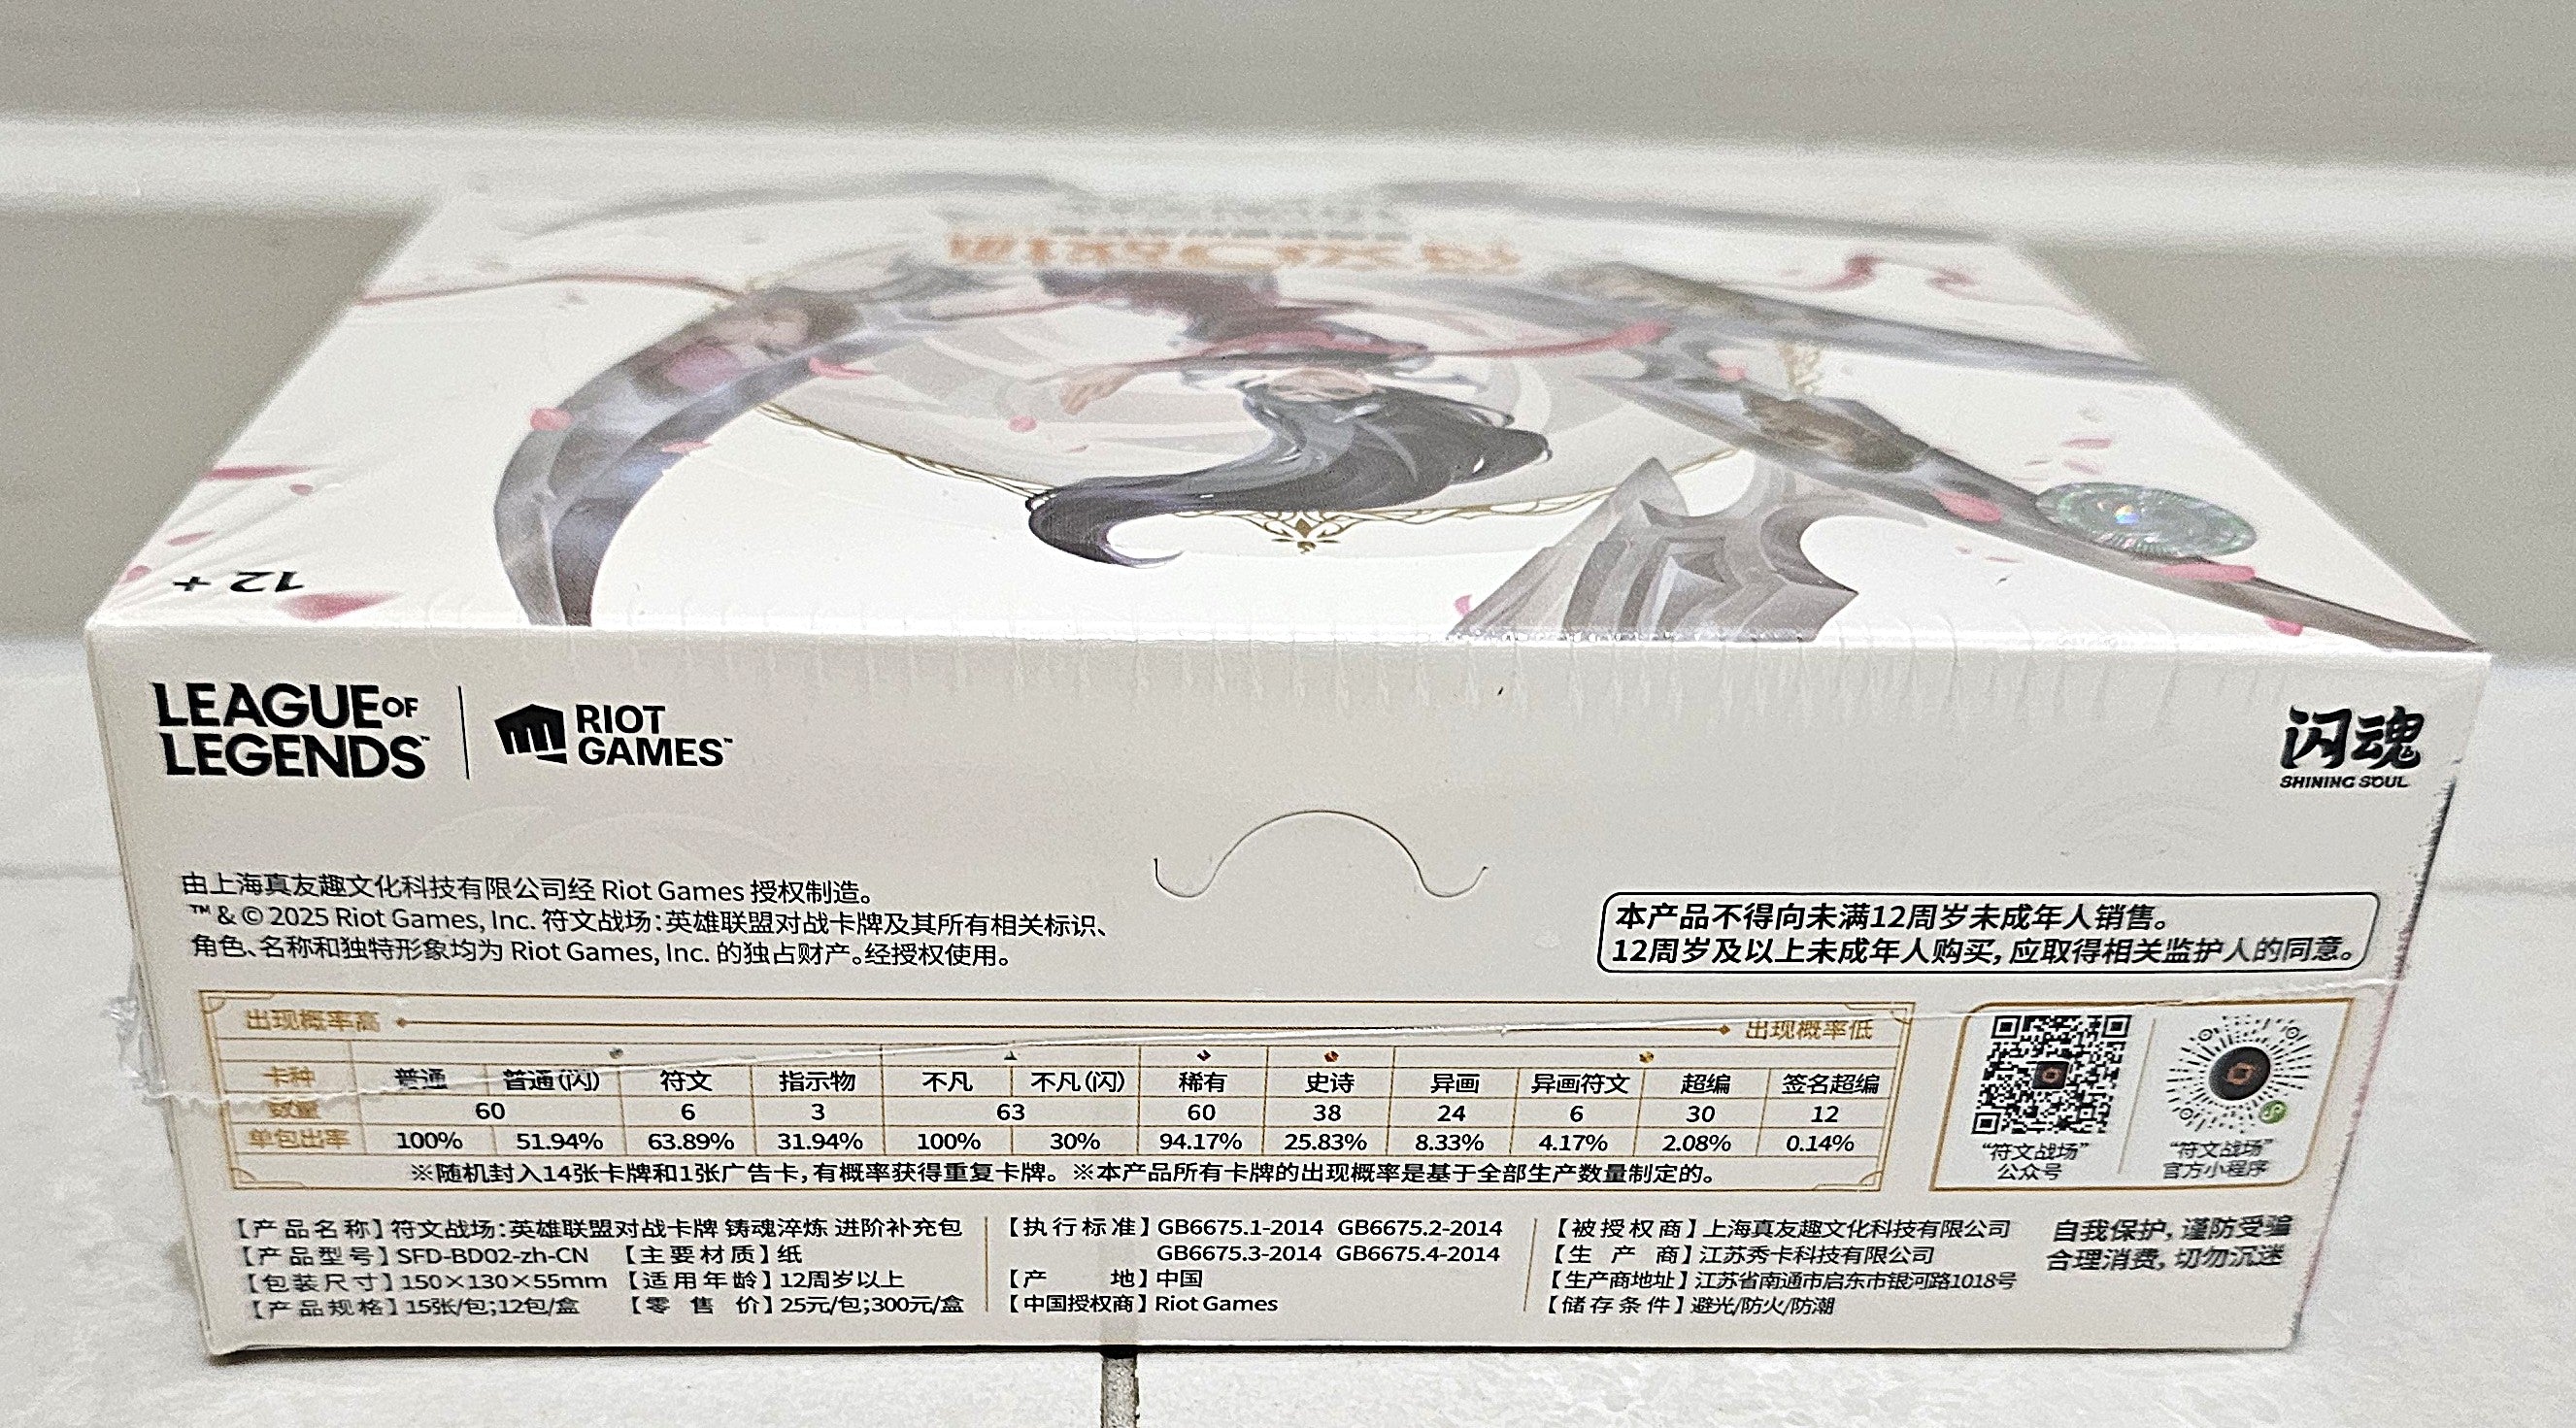 12+
LEAGUE OF
LEGENDS™
RIOT
GAMES™
闪魂
SHINING SOUL
由上海真友趣文化科技有限公司经 Riot Games 授权制造。
™ & © 2025 Riot Games, Inc. 符文战场：英雄联盟对战卡牌及其所有相关标识、
角色、名称和独特形象均为 Riot Games, Inc. 的独占财产。经授权使用。
本产品不得向未满12周岁未成年人销售。
12周岁及以上未成年人购买，应取得相关监护人的同意。
出现概率高 出现概率低
卡种 普通 普通(闪) 符文 指示物 不凡 不凡(闪) 稀有 史诗 异画 异画符文 超编 签名超编
数量 60 6 3 63 60 38 24 6 30 12
单包出率 100% 51.94% 63.89% 31.94% 100% 30% 94.17% 25.83% 8.33% 4.17% 2.08% 0.14%
※随机封入14张卡牌和1张广告卡，有概率获得重复卡牌。※本产品所有卡牌的出现概率是基于全部生产数量制定的。
“符文战场”
公众号
“符文战场”
官方小程序
【产品名称】符文战场：英雄联盟对战卡牌 铸魂淬炼 进阶补充包
【产品型号】SFD-BD02-zh-CN 【主要材质】纸
【包装尺寸】150×130×55mm 【适用年龄】12周岁以上
【产品规格】15张/包;12包/盒 【零售价】25元/包;300元/盒
【执行标准】GB6675.1-2014 GB6675.2-2014
GB6675.3-2014 GB6675.4-2014
【产地】中国
【中国授权商】Riot Games
【被授权商】上海真友趣文化科技有限公司
【生产商】江苏秀卡科技有限公司
【生产商地址】江苏省南通市启东市银河路1018号
【储存条件】避光/防火/防潮
自我保护，谨防受骗
合理消费，切勿沉迷